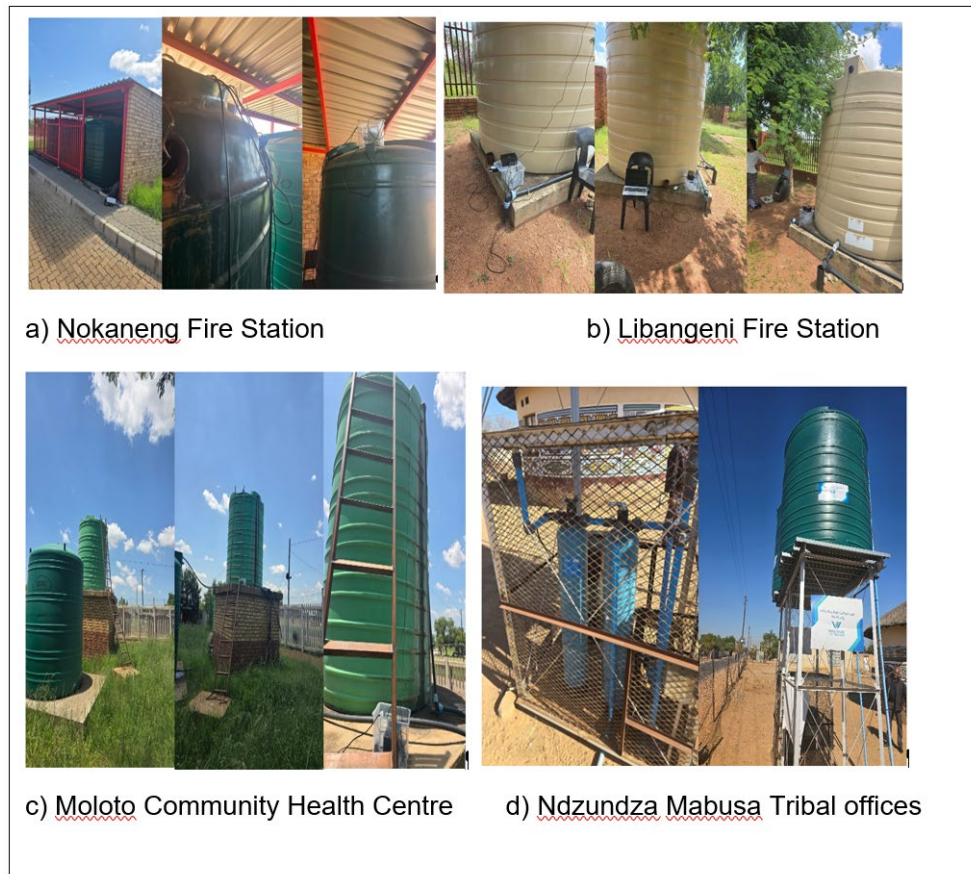 a) Nokaneng Fire Station
b) Libangeni Fire Station
c) Moloto Community Health Centre
d) Ndzundza Mabusa Tribal offices